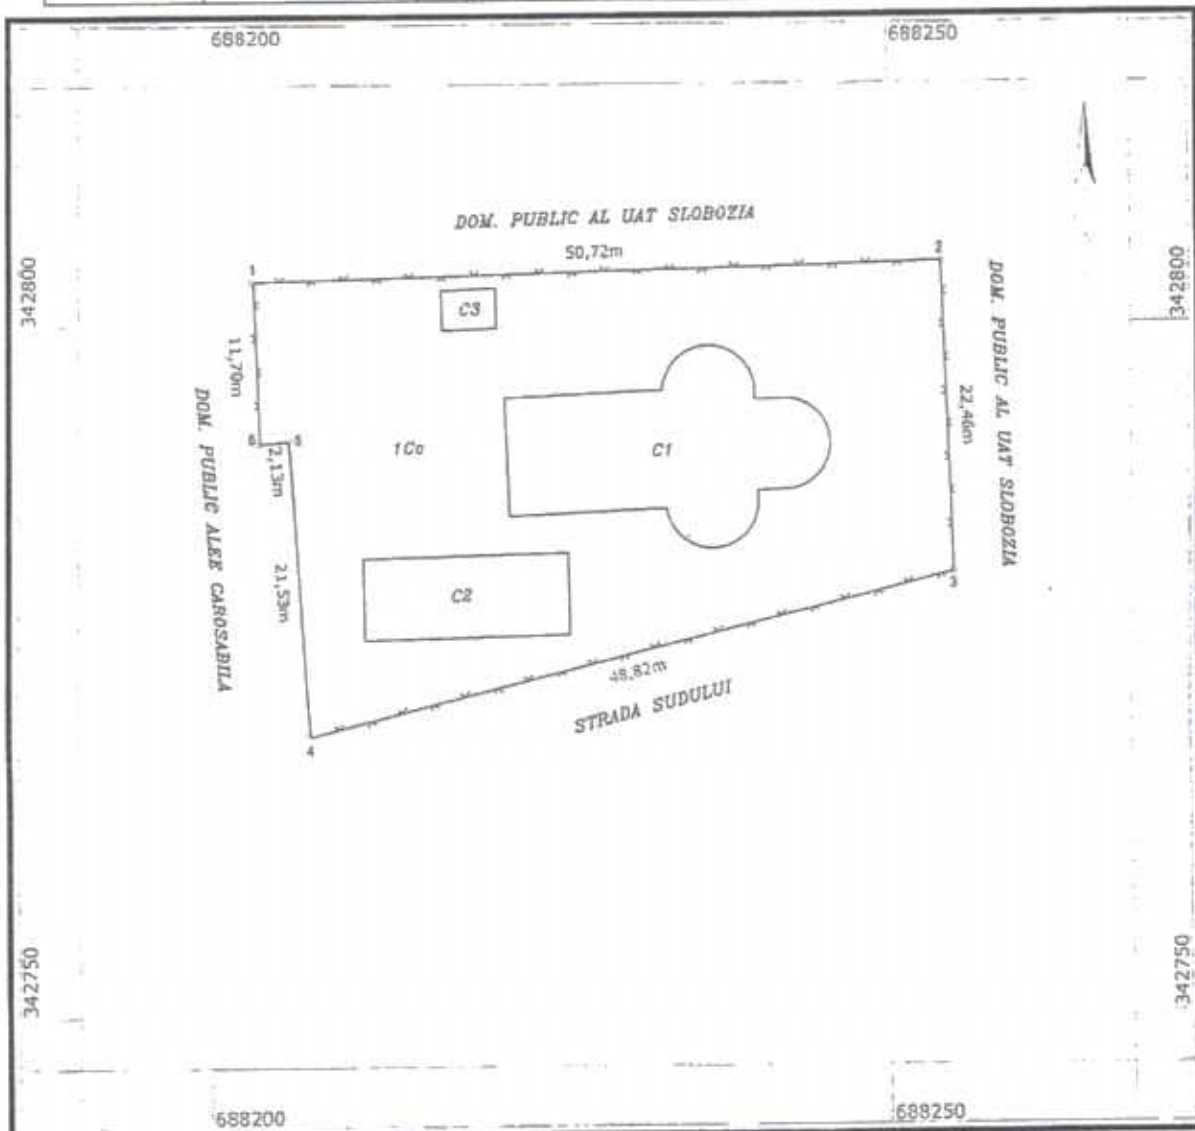 688200
688250
DOM. PUBLIC AL UAT SLOBOZIA
50,72m
1
2
342800
342800
C3
11,70m
DOM. PUBLIC AL UAT SLOBOZIA
22,46m
6
5
2,13m
1Cc
C1
DOM. PUBLIC ALEE CAROSABILA
21,53m
C2
3
48,82m
STRADA SUDULUI
4
342750
342750
688200
688250